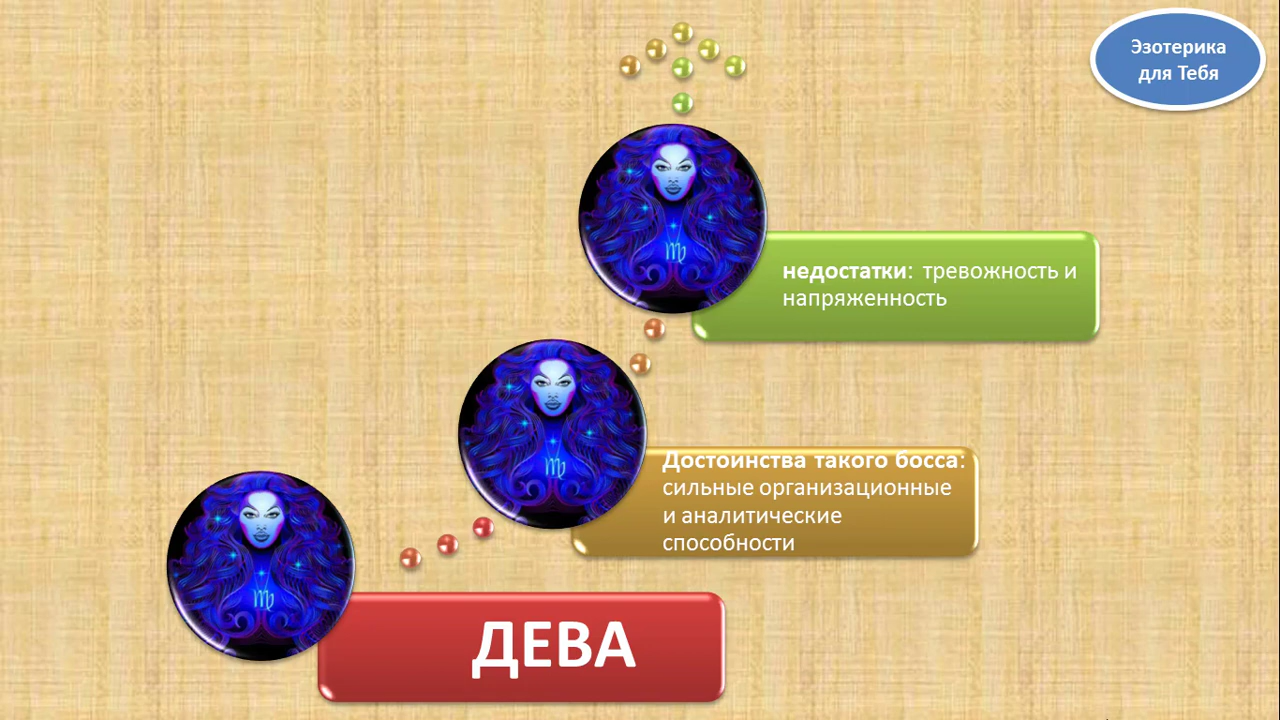 Эзотерика
для Тебя
недостатки: тревожность и
напряженность
Достоинства такого босса:
сильные организационные
и аналитические
способности
ДЕВА